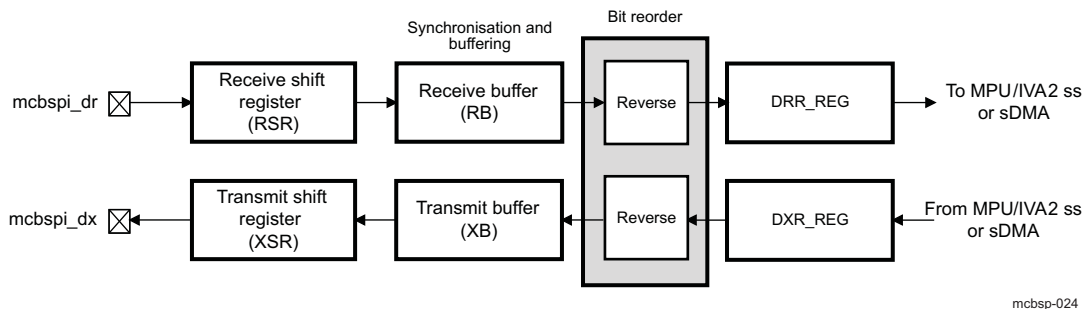 Bit reorder
Synchronisation and
buffering
mcbspi_dr
Receive shift
register
(RSR)
Receive buffer
(RB)
Reverse
DRR_REG
To MPU/IVA2 ss
or sDMA
mcbspi_dx
Transmit shift
register
(XSR)
Transmit buffer
(XB)
Reverse
DXR_REG
From MPU/IVA2 ss
or sDMA
mcbsp-024